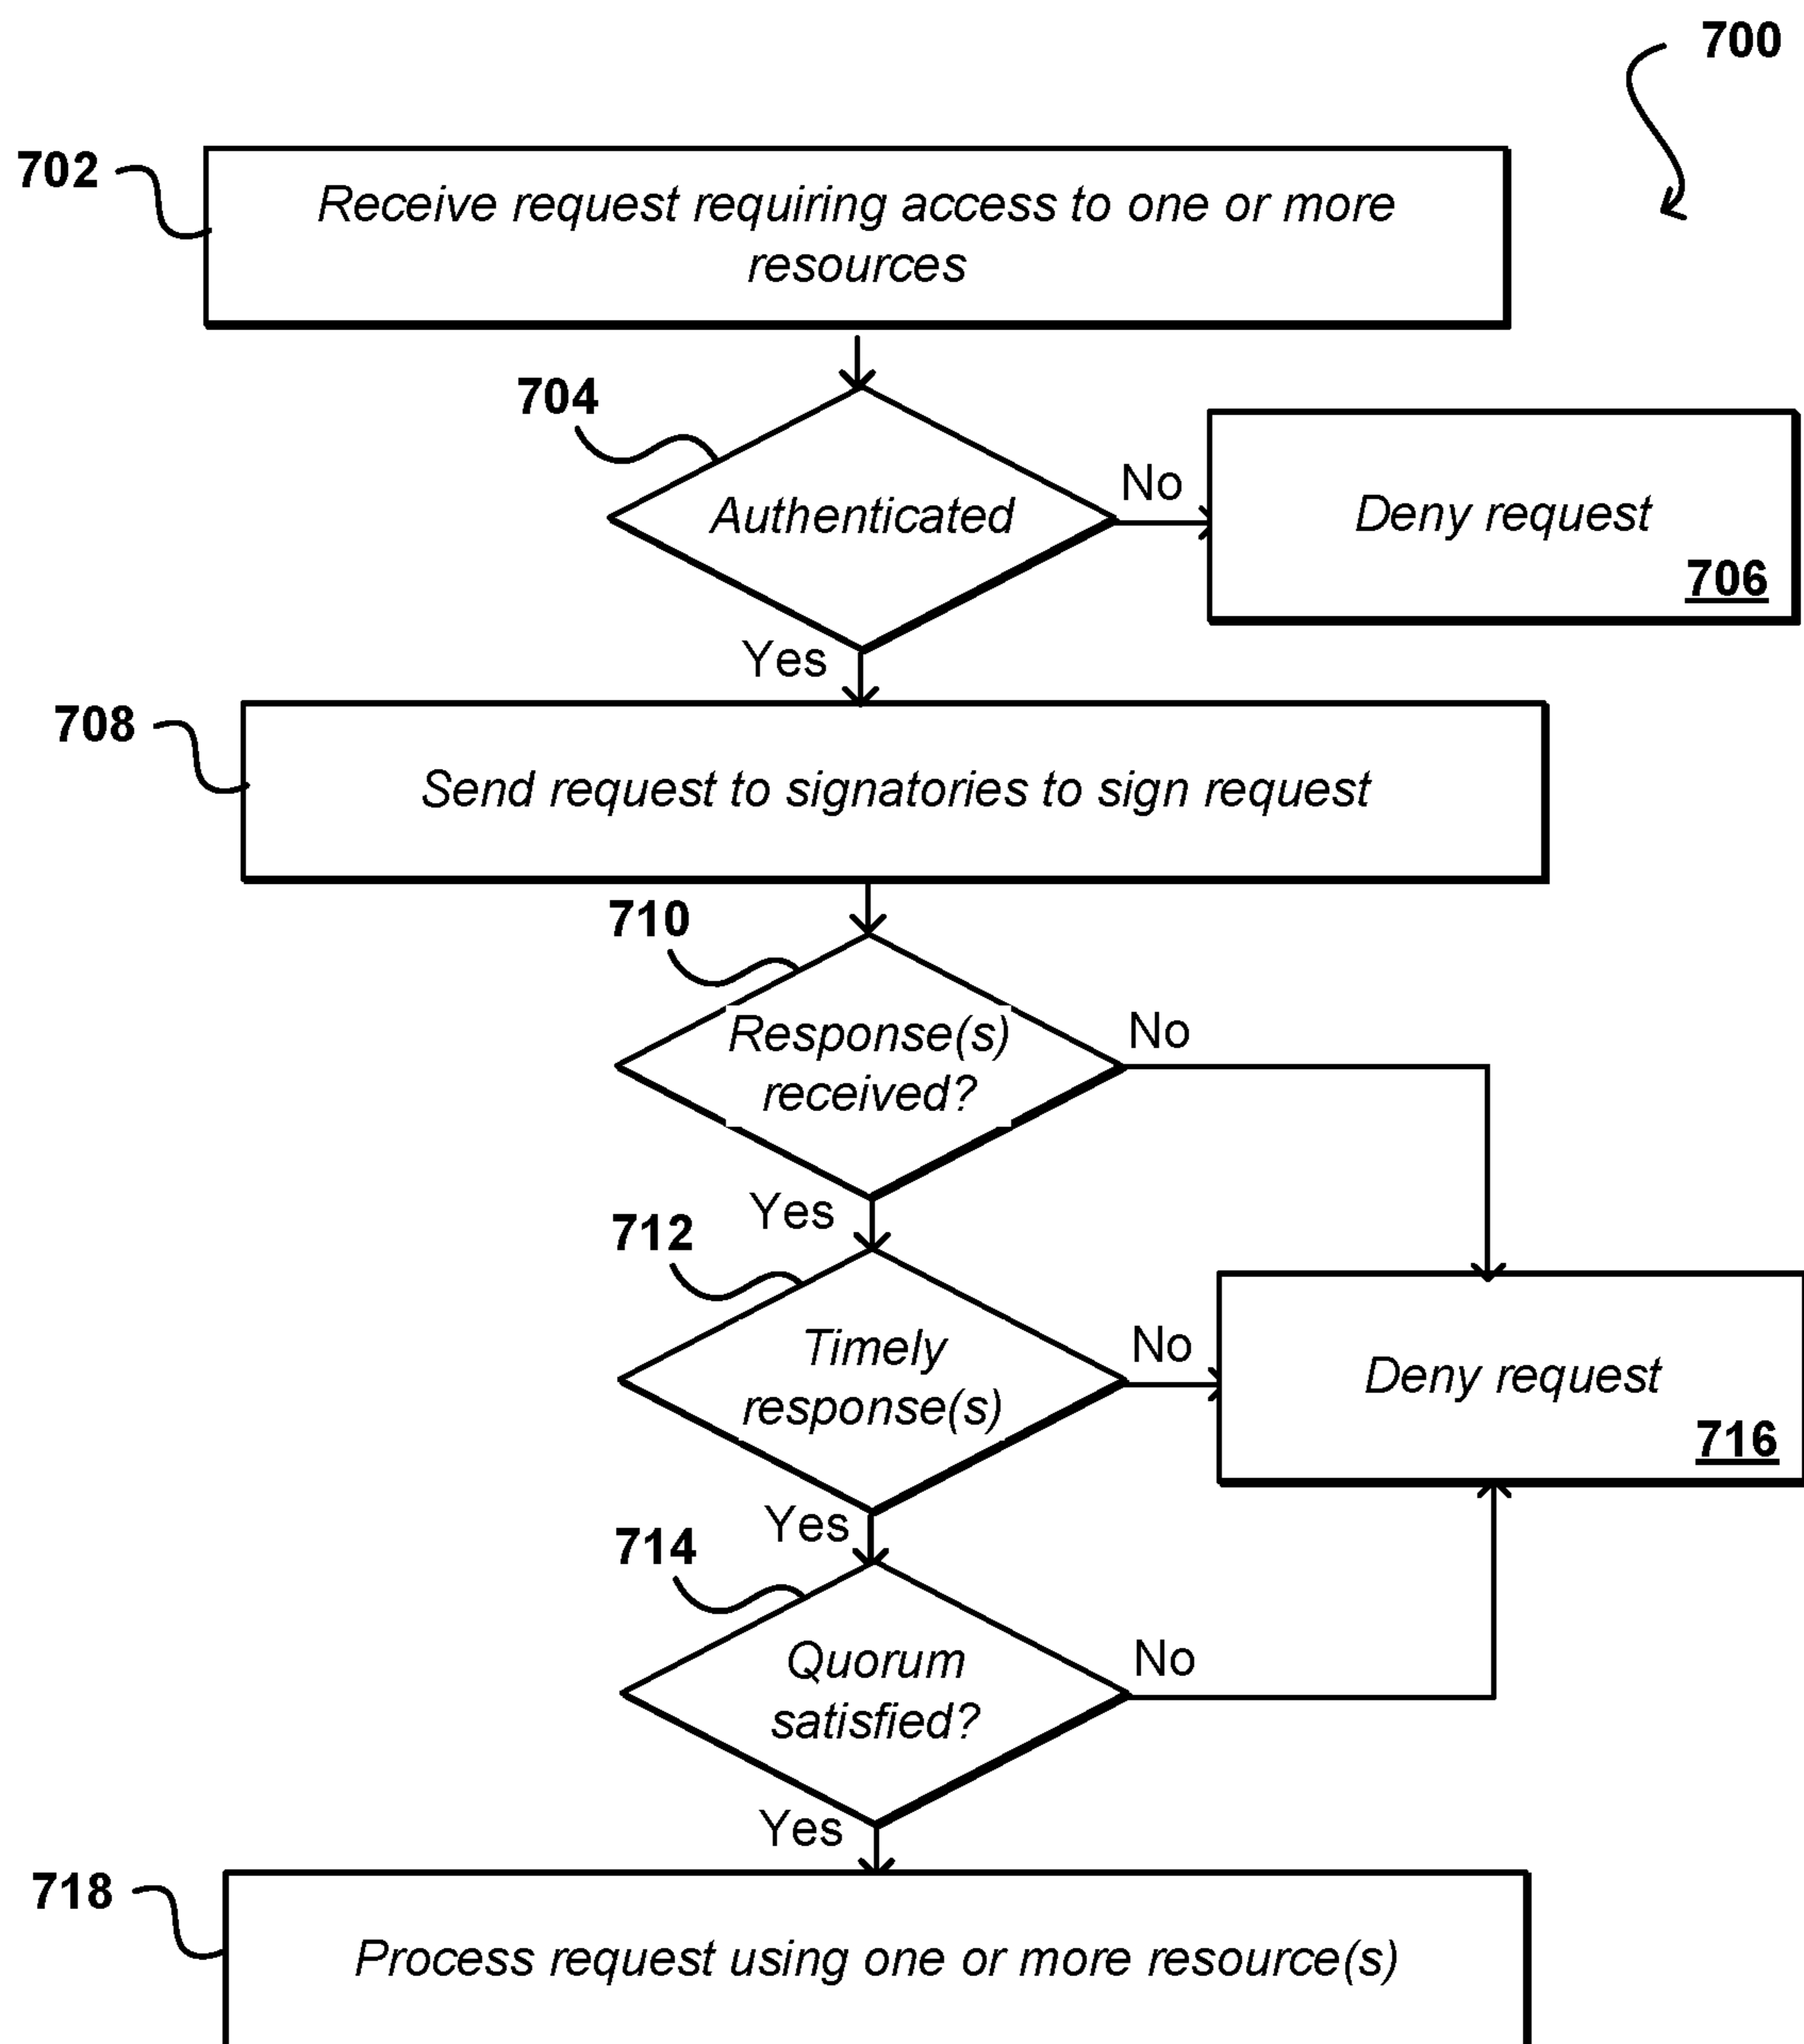 700
702
Receive request requiring access to one or more
resources
704
Authenticated
No
Deny request
706
Yes
708
Send request to signatories to sign request
710
Response(s)
received?
No
Yes
712
Timely
response(s)
No
Deny request
716
Yes
714
Quorum
satisfied?
No
Yes
718
Process request using one or more resource(s)